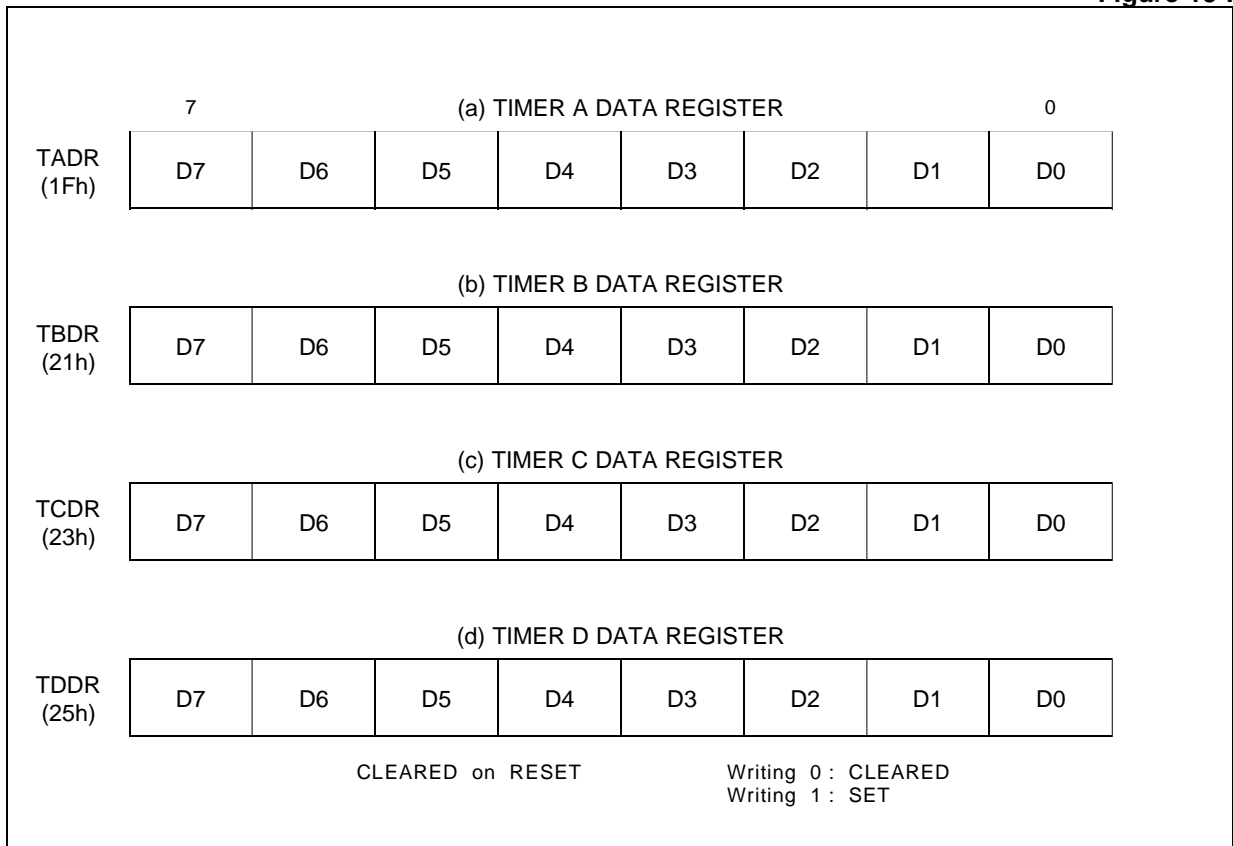 7 (a) TIMER A DATA REGISTER 0
TADR
(1Fh)
D7 D6 D5 D4 D3 D2 D1 D0
(b) TIMER B DATA REGISTER
TBDR
(21h)
D7 D6 D5 D4 D3 D2 D1 D0
(c) TIMER C DATA REGISTER
TCDR
(23h)
D7 D6 D5 D4 D3 D2 D1 D0
(d) TIMER D DATA REGISTER
TDDR
(25h)
D7 D6 D5 D4 D3 D2 D1 D0
CLEARED on RESET Writing 0 : CLEARED
Writing 1 : SET